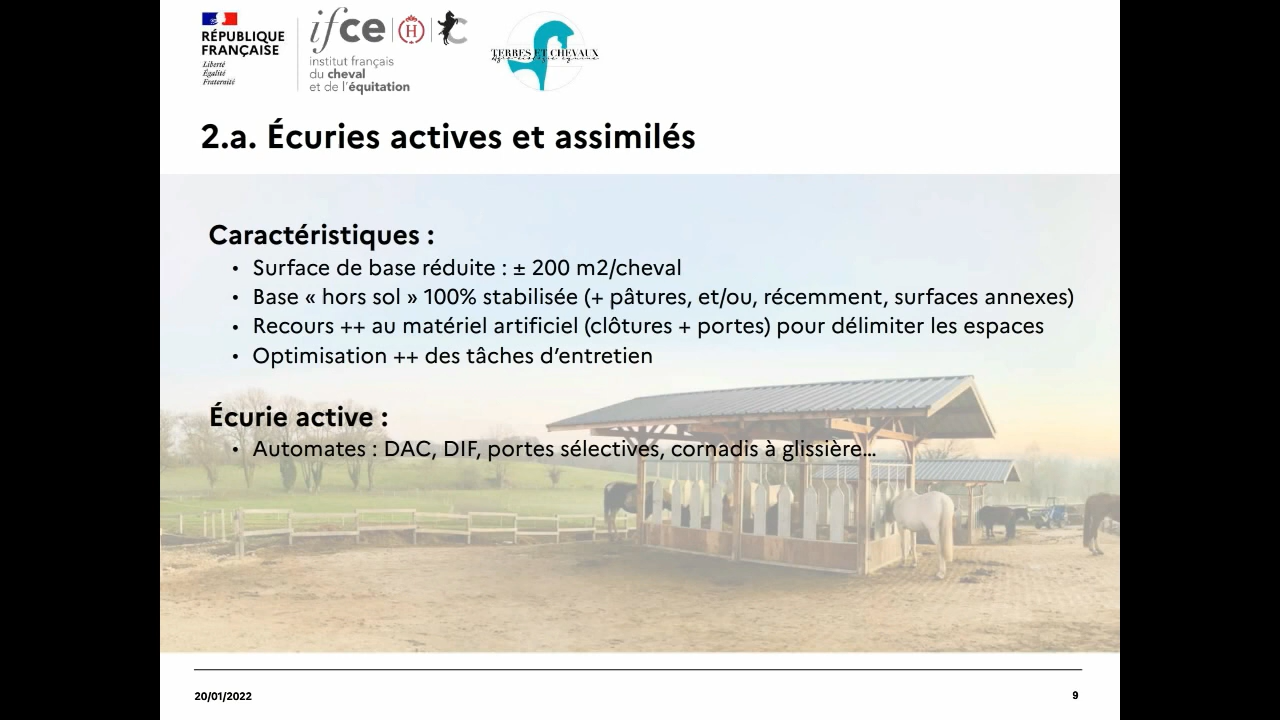 RÉPUBLIQUE
FRANÇAISE
Liberté
Égalité
Fraternité
ifce
H
institut français
du cheval
et de l'équitation
TERRES ET CHEVAUX
2.a. Écuries actives et assimilés
Caractéristiques :
• Surface de base réduite : ± 200 m2/cheval
• Base « hors sol » 100% stabilisée (+ pâtures, et/ou, récemment, surfaces annexes)
• Recours ++ au matériel artificiel (clôtures + portes) pour délimiter les espaces
• Optimisation ++ des tâches d’entretien
Écurie active :
• Automates : DAC, DIF, portes sélectives, cornadis à glissière…
20/01/2022
9